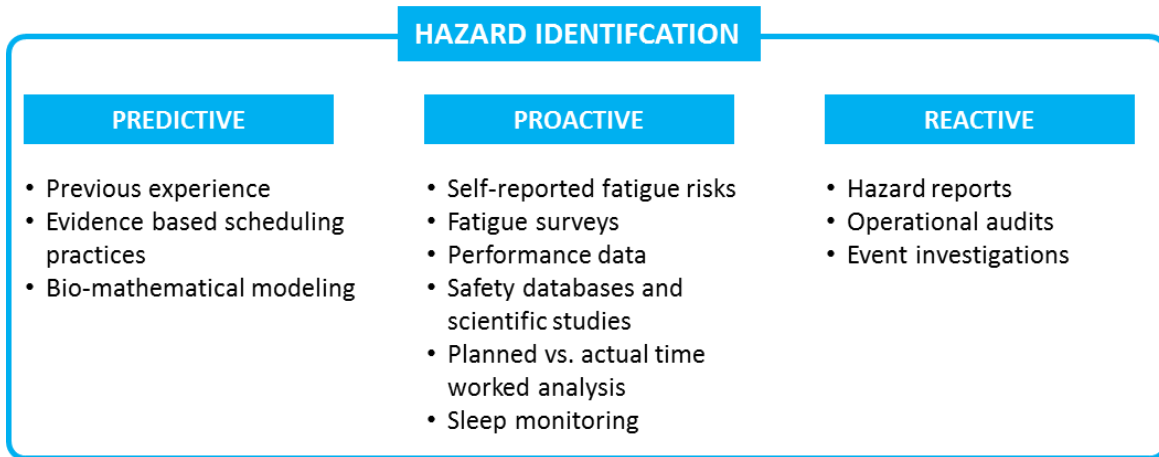 HAZARD IDENTIFCATION
PREDICTIVE
• Previous experience
• Evidence based scheduling
practices
• Bio-mathematical modeling
PROACTIVE
• Self-reported fatigue risks
• Fatigue surveys
• Performance data
• Safety databases and
scientific studies
• Planned vs. actual time
worked analysis
• Sleep monitoring
REACTIVE
• Hazard reports
• Operational audits
• Event investigations